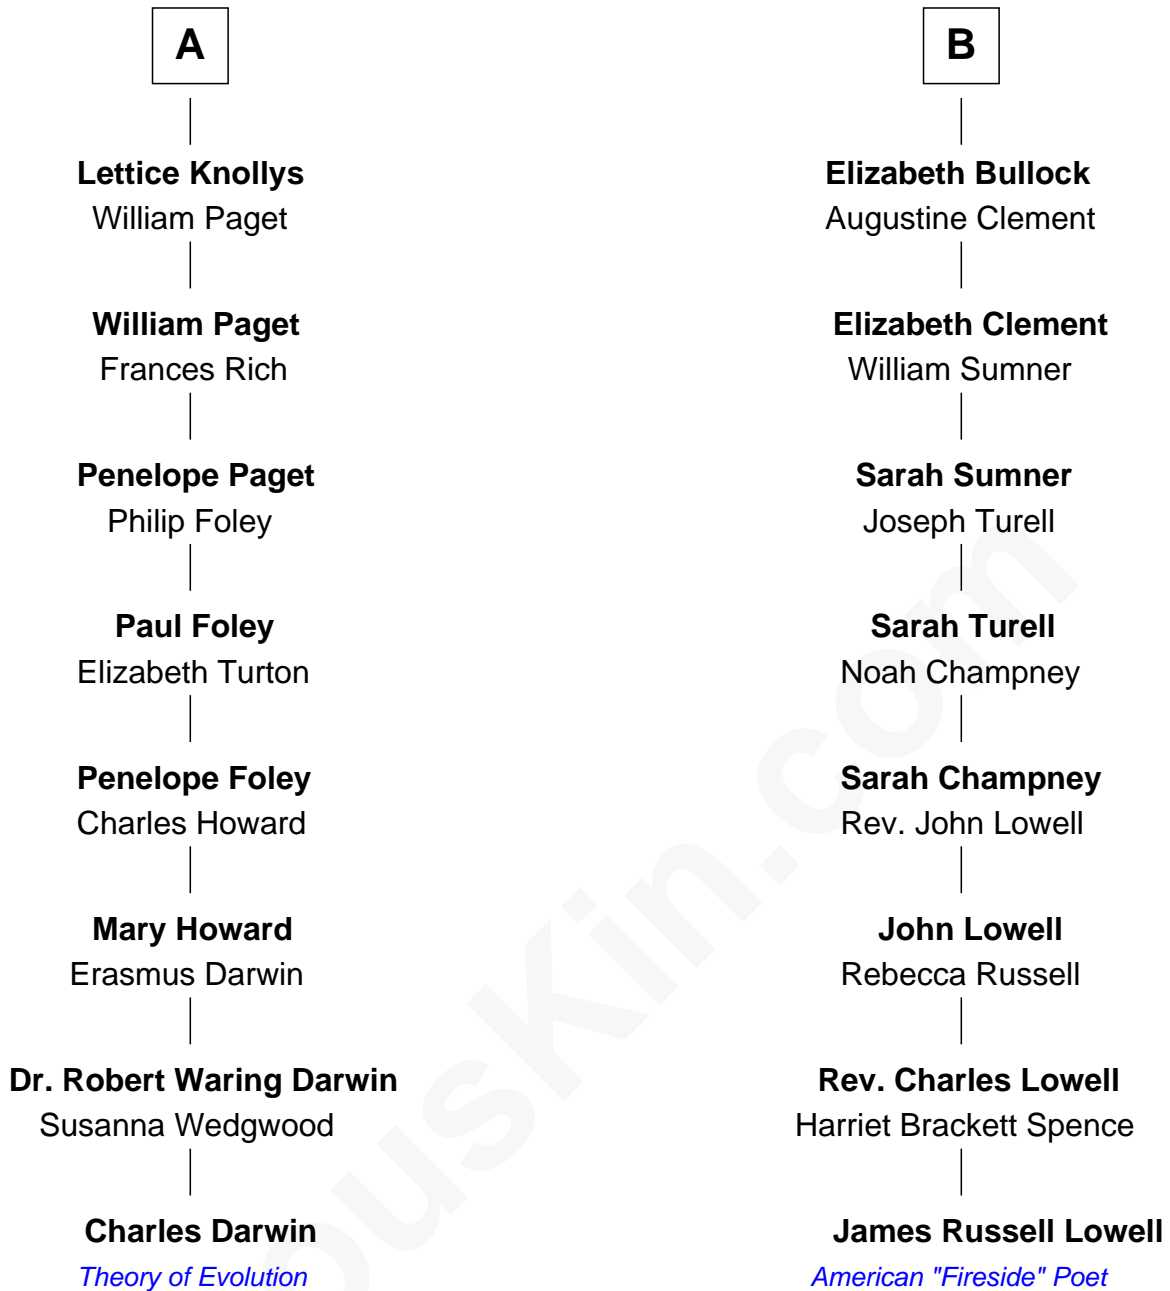 A
Lettice Knollys
William Paget
William Paget
Frances Rich
Penelope Paget
Philip Foley
Paul Foley
Elizabeth Turton
Penelope Foley
Charles Howard
Mary Howard
Erasmus Darwin
Dr. Robert Waring Darwin
Susanna Wedgwood
Charles Darwin
Theory of Evolution
B
Elizabeth Bullock
Augustine Clement
Elizabeth Clement
William Sumner
Sarah Sumner
Joseph Turell
Sarah Turell
Noah Champney
Sarah Champney
Rev. John Lowell
John Lowell
Rebecca Russell
Rev. Charles Lowell
Harriet Brackett Spence
James Russell Lowell
American "Fireside" Poet
ousKin.com